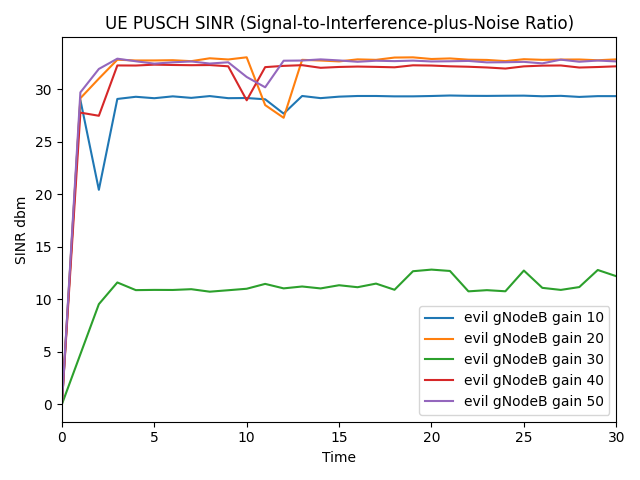 UE PUSCH SINR (Signal-to-Interference-plus-Noise Ratio)
SINR dbm
30
25
20
15
10
5
0
0 5 10 15 20 25 30
Time
evil gNodeB gain 10
evil gNodeB gain 20
evil gNodeB gain 30
evil gNodeB gain 40
evil gNodeB gain 50